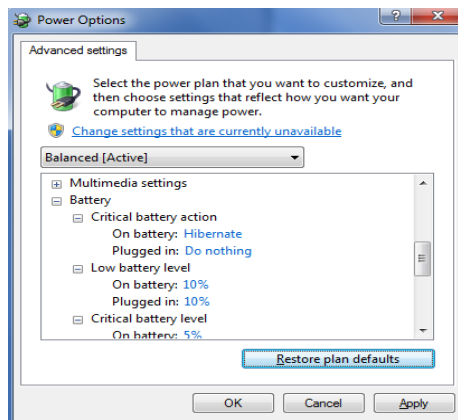 Power Options
?
Advanced settings
Select the power plan that you want to customize, and
then choose settings that reflect how you want your
computer to manage power.
Change settings that are currently unavailable
Balanced [Active]
Multimedia settings
Battery
Critical battery action
On battery: Hibernate
Plugged in: Do nothing
Low battery level
On battery: 10%
Plugged in: 10%
Critical battery level
On battery: 5%
Restore plan defaults
OK Cancel Apply